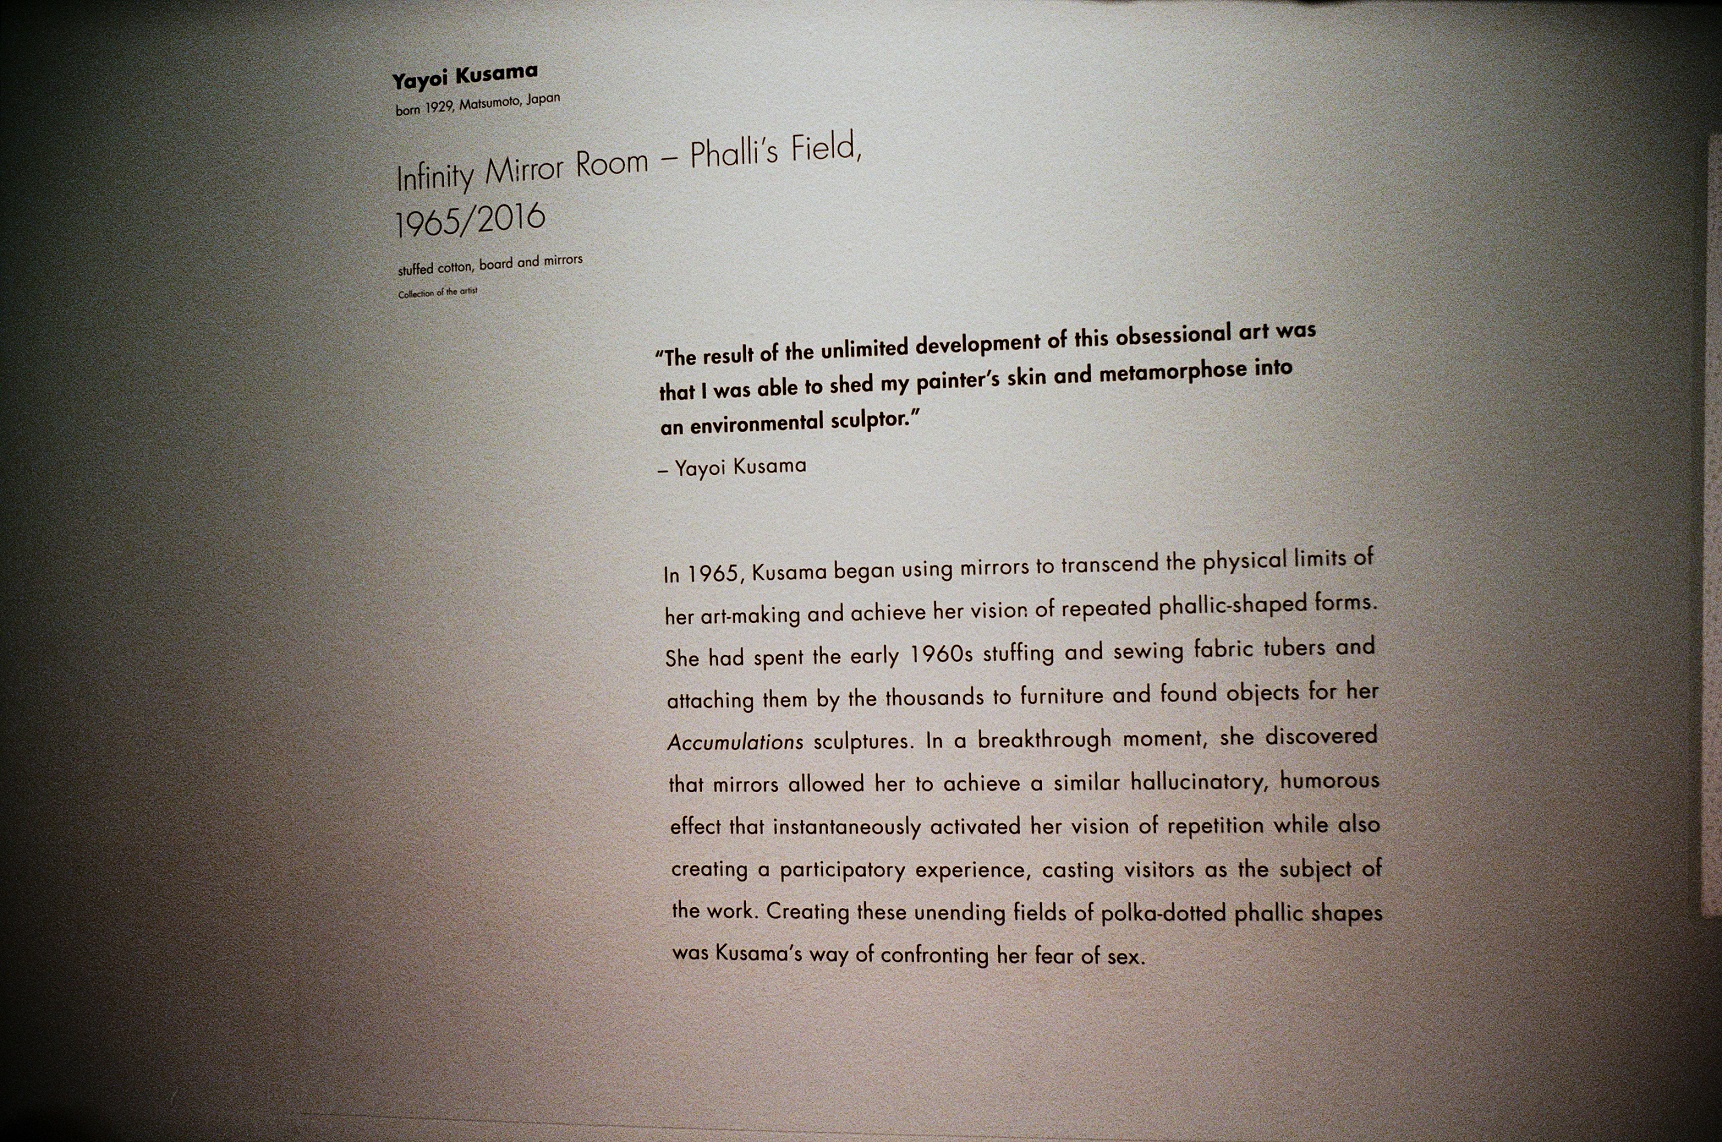 Yayoi Kusama
born 1929, Matsumoto, Japan
Infinity Mirror Room – Phalli's Field,
1965/2016
stuffed cotton, board and mirrors
Collection of the artist
"The result of the unlimited development of this obsessional art was
that I was able to shed my painter's skin and metamorphose into
an environmental sculptor."
– Yayoi Kusama
In 1965, Kusama began using mirrors to transcend the physical limits of
her art-making and achieve her vision of repeated phallic-shaped forms.
She had spent the early 1960s stuffing and sewing fabric tubers and
attaching them by the thousands to furniture and found objects for her
Accumulations sculptures. In a breakthrough moment, she discovered
that mirrors allowed her to achieve a similar hallucinatory, humorous
effect that instantaneously activated her vision of repetition while also
creating a participatory experience, casting visitors as the subject of
the work. Creating these unending fields of polka-dotted phallic shapes
was Kusama's way of confronting her fear of sex.